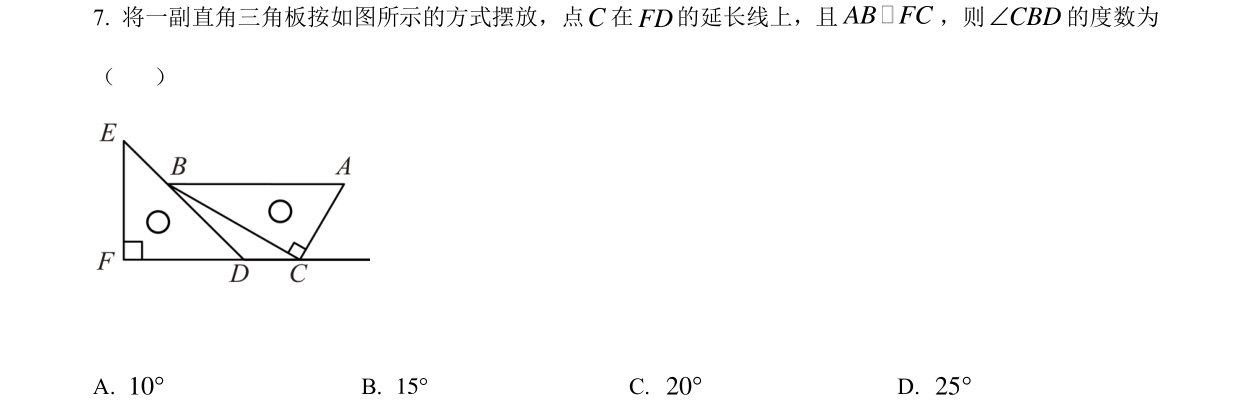 7. 将一副直角三角板按如图所示的方式摆放，点C在FD的延长线上，且AB□FC，则∠CBD的度数为
（ ）
E
B
A
F
D
C
A. 10°
B. 15°
C. 20°
D. 25°